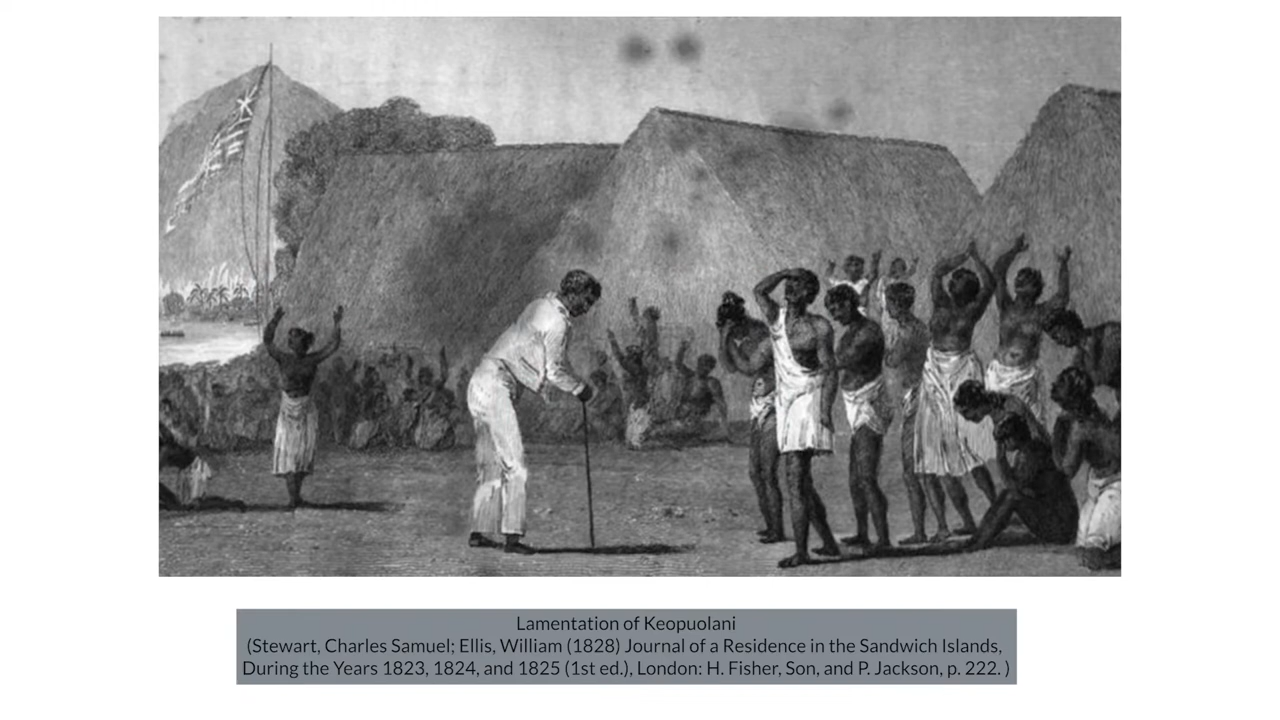 Lamentation of Keopuolani
(Stewart, Charles Samuel; Ellis, William (1828) Journal of a Residence in the Sandwich Islands,
During the Years 1823, 1824, and 1825 (1st ed.), London: H. Fisher, Son, and P. Jackson, p. 222. )